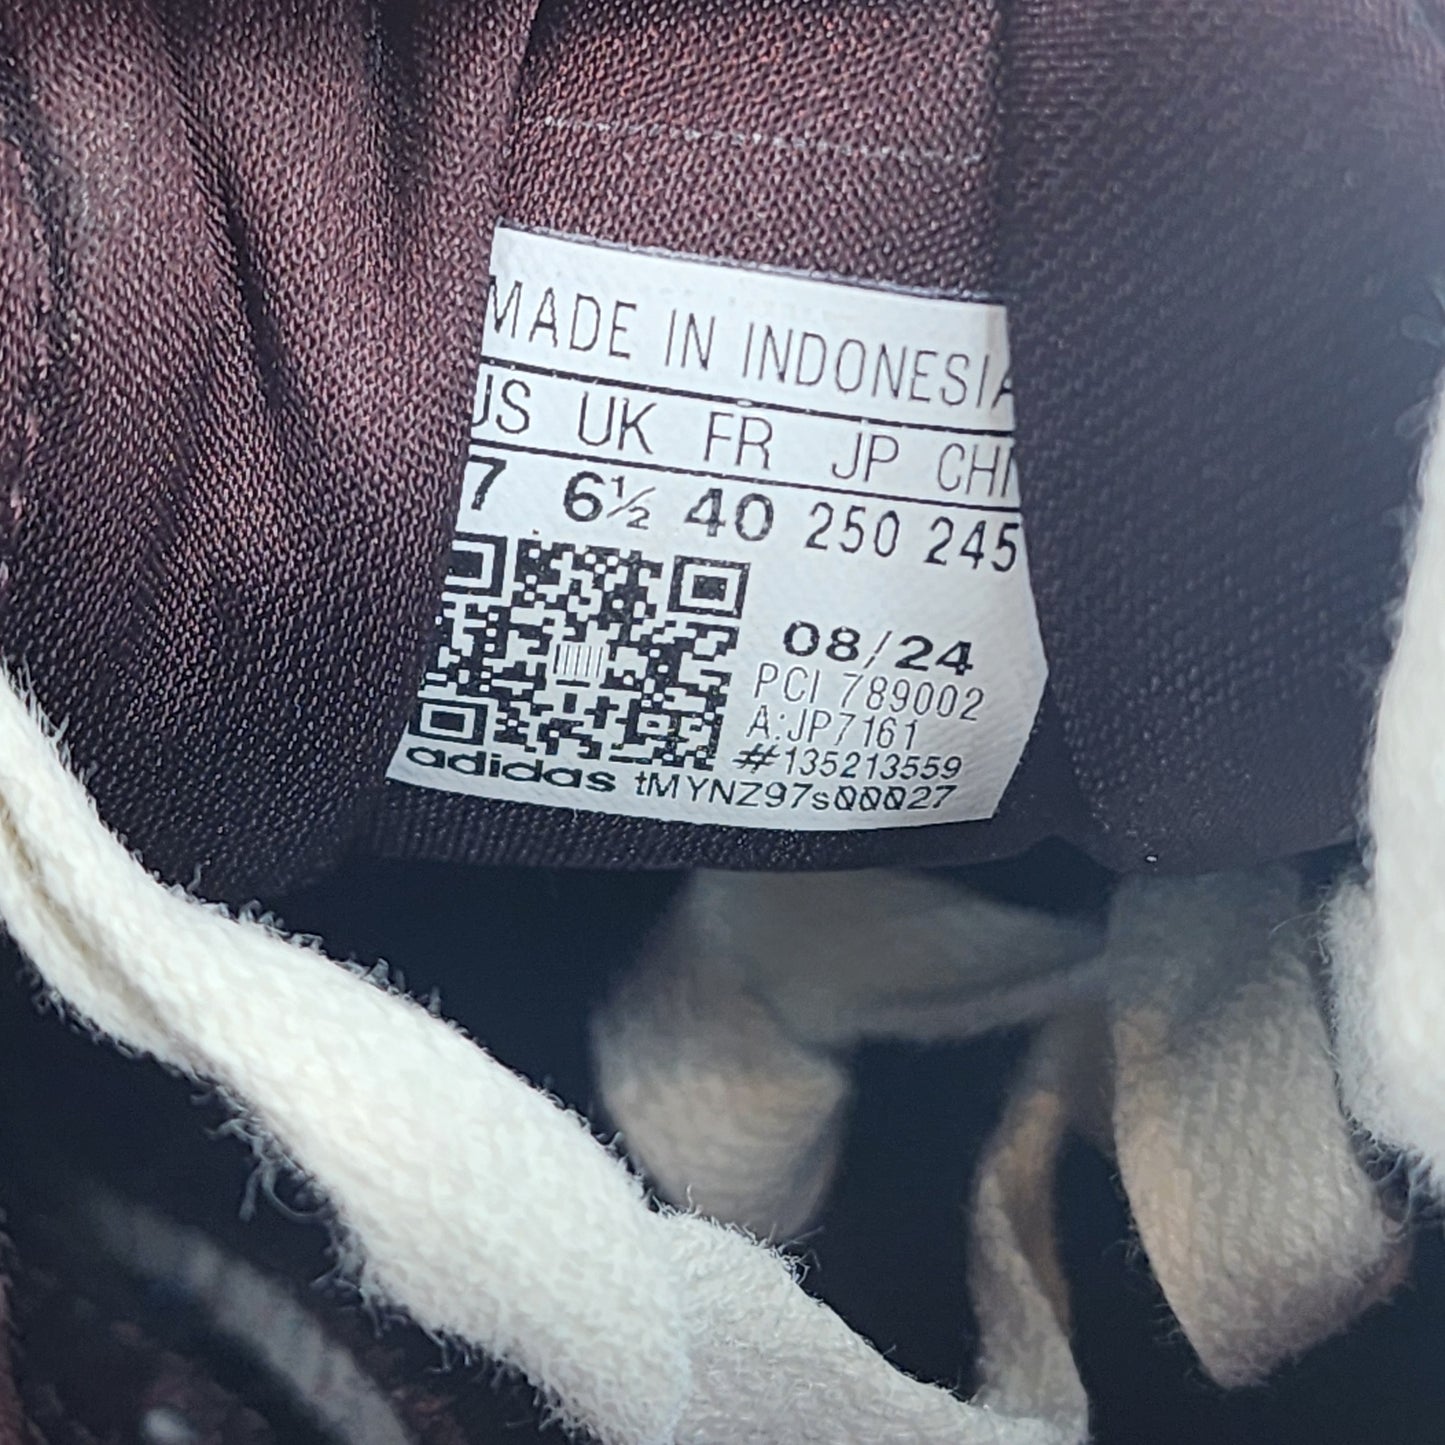 MADE IN INDONESIA
US UK FR JP CHN
7 6½ 40 250 245
08/24
PCI 789002
A:JP7161
#135213559
adidas tMYNZ97s00027